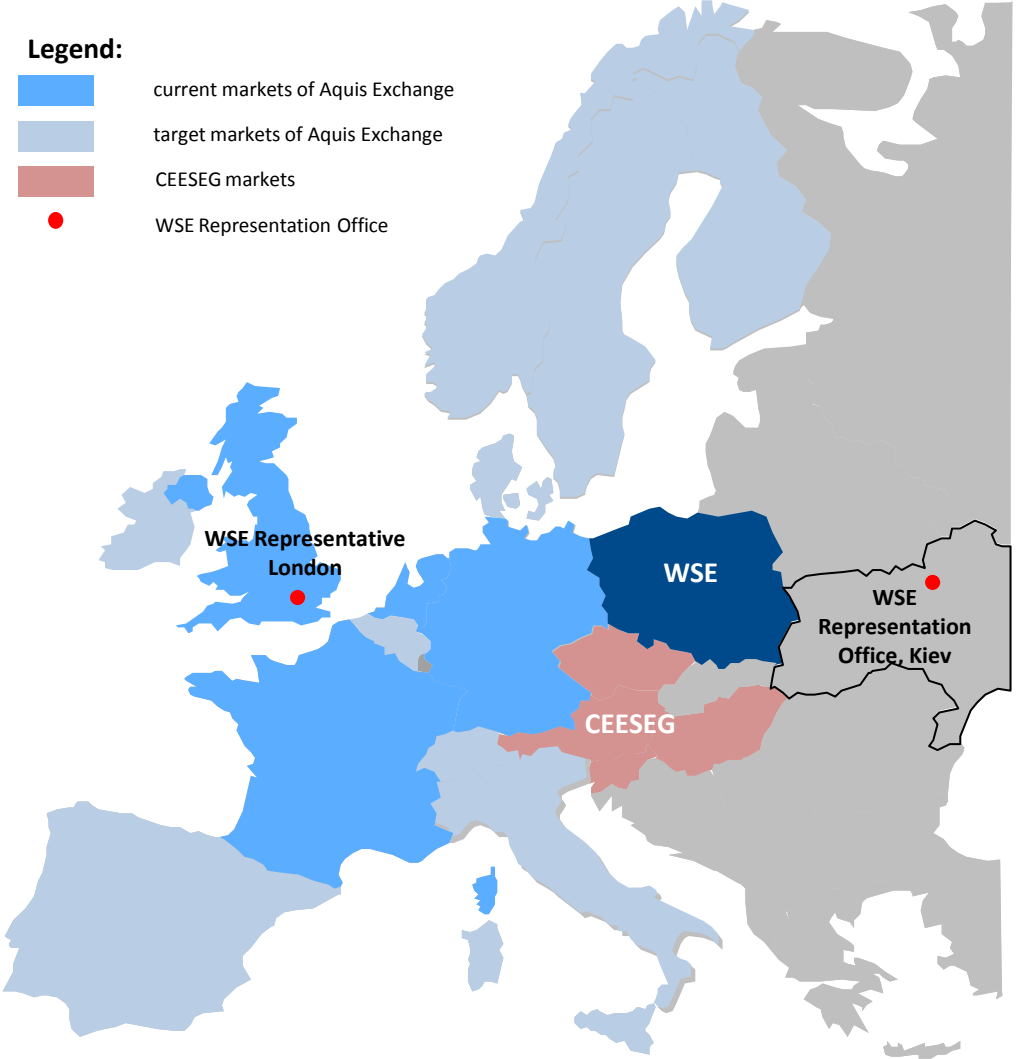 Legend:
current markets of Aquis Exchange
target markets of Aquis Exchange
CEESEG markets
WSE Representation Office
WSE Representative
London
WSE
WSE
Representation
Office, Kiev
CEESEG